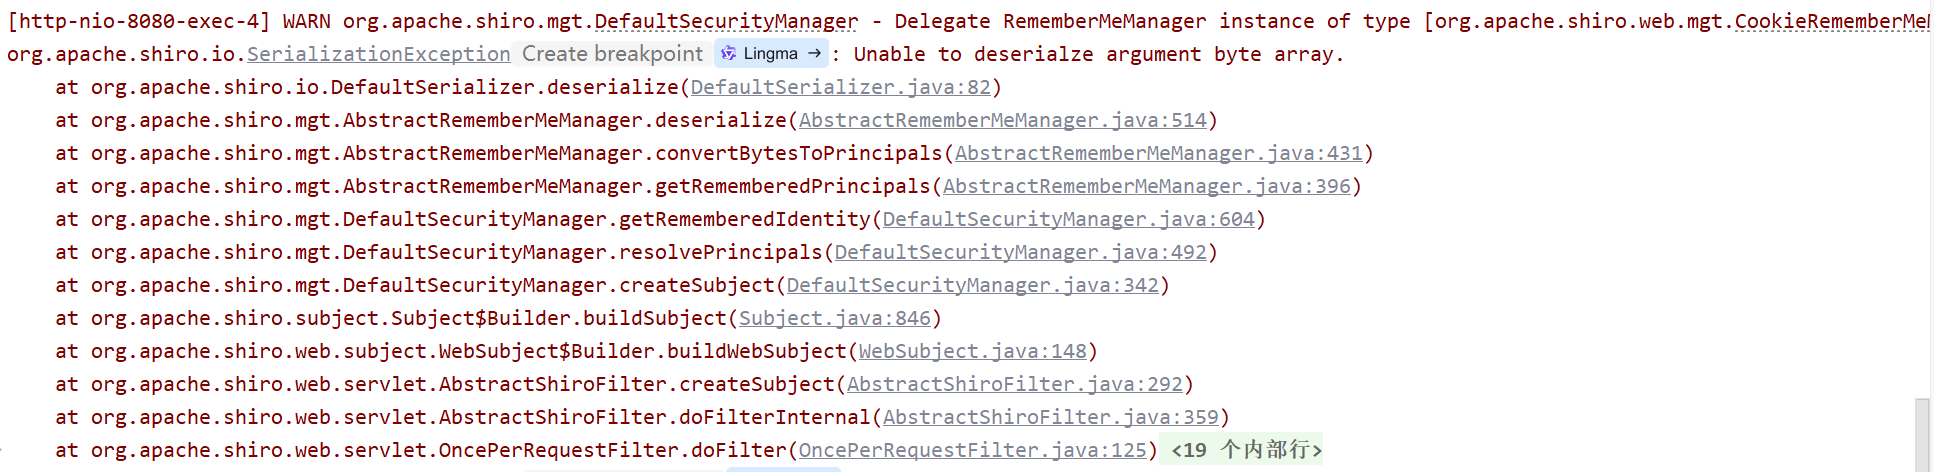 [http-nio-8080-exec-4] WARN org.apache.shiro.mgt.DefaultSecurityManager - Delegate RememberMeManager instance of type [org.apache.shiro.web.mgt.CookieRememberMeM
org.apache.shiro.io.SerializationException Create breakpoint Lingma → : Unable to deserialze argument byte array.
at org.apache.shiro.io.DefaultSerializer.deserialize(DefaultSerializer.java:82)
at org.apache.shiro.mgt.AbstractRememberMeManager.deserialize(AbstractRememberMeManager.java:514)
at org.apache.shiro.mgt.AbstractRememberMeManager.convertBytesToPrincipals(AbstractRememberMeManager.java:431)
at org.apache.shiro.mgt.AbstractRememberMeManager.getRememberedPrincipals(AbstractRememberMeManager.java:396)
at org.apache.shiro.mgt.DefaultSecurityManager.getRememberedIdentity(DefaultSecurityManager.java:604)
at org.apache.shiro.mgt.DefaultSecurityManager.resolvePrincipals(DefaultSecurityManager.java:492)
at org.apache.shiro.mgt.DefaultSecurityManager.createSubject(DefaultSecurityManager.java:342)
at org.apache.shiro.subject.Subject$Builder.buildSubject(Subject.java:846)
at org.apache.shiro.web.subject.WebSubject$Builder.buildWebSubject(WebSubject.java:148)
at org.apache.shiro.web.servlet.AbstractShiroFilter.createSubject(AbstractShiroFilter.java:292)
at org.apache.shiro.web.servlet.AbstractShiroFilter.doFilterInternal(AbstractShiroFilter.java:359)
at org.apache.shiro.web.servlet.OncePerRequestFilter.doFilter(OncePerRequestFilter.java:125) <19 个内部行>